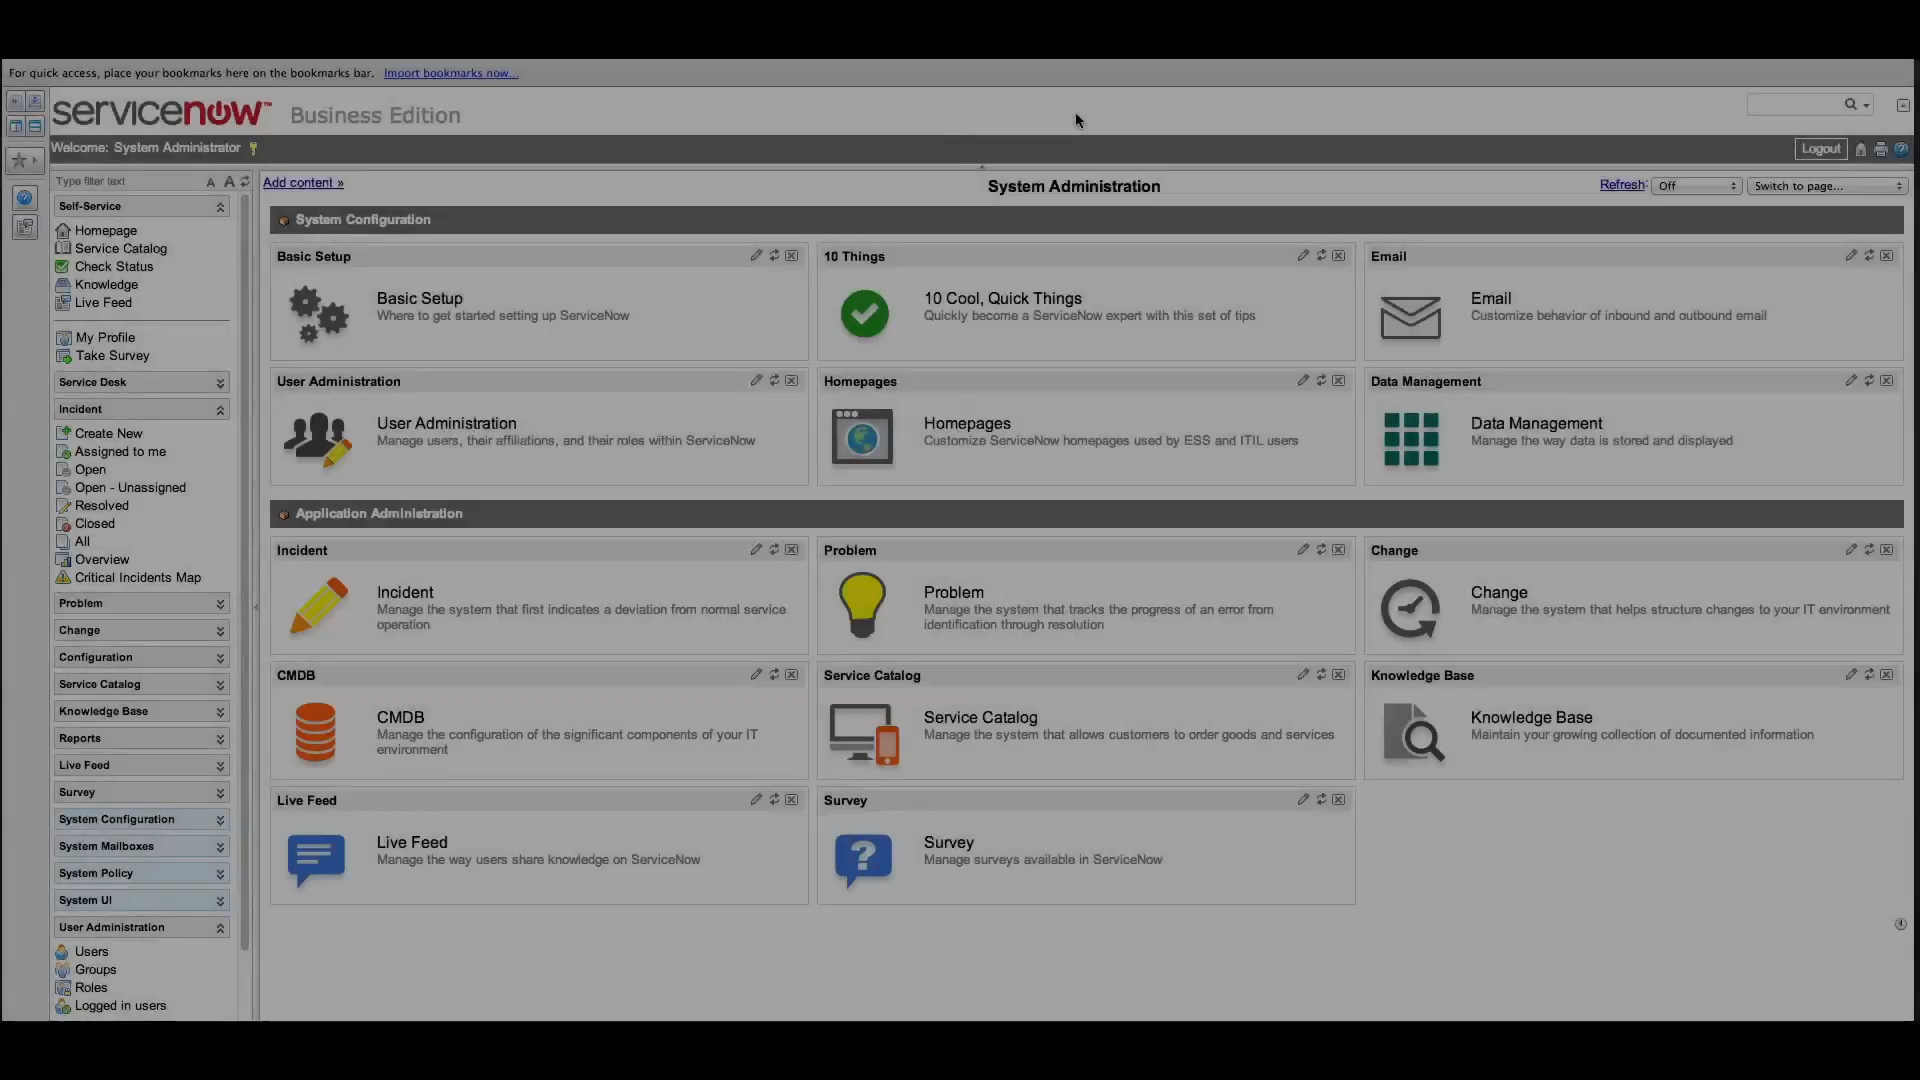 For quick access, place your bookmarks here on the bookmarks bar. Import bookmarks now...
servicenow™ Business Edition
Welcome: System Administrator
Logout
Type filter text A A
Add content »
System Administration
Refresh: Off Switch to page...
Self-Service
Homepage
Service Catalog
Check Status
Knowledge
Live Feed
My Profile
Take Survey
Service Desk
Incident
Create New
Assigned to me
Open
Open - Unassigned
Resolved
Closed
All
Overview
Critical Incidents Map
Problem
Change
Configuration
Service Catalog
Knowledge Base
Reports
Live Feed
Survey
System Configuration
System Mailboxes
System Policy
System UI
User Administration
Users
Groups
Roles
Logged in users
System Configuration
Basic Setup
Basic Setup
Where to get started setting up ServiceNow
10 Things
10 Cool, Quick Things
Quickly become a ServiceNow expert with this set of tips
Email
Email
Customize behavior of inbound and outbound email
User Administration
User Administration
Manage users, their affiliations, and their roles within ServiceNow
Homepages
Homepages
Customize ServiceNow homepages used by ESS and ITIL users
Data Management
Data Management
Manage the way data is stored and displayed
Application Administration
Incident
Incident
Manage the system that first indicates a deviation from normal service
operation
Problem
Problem
Manage the system that tracks the progress of an error from
identification through resolution
Change
Change
Manage the system that helps structure changes to your IT environment
CMDB
CMDB
Manage the configuration of the significant components of your IT
environment
Service Catalog
Service Catalog
Manage the system that allows customers to order goods and services
Knowledge Base
Knowledge Base
Maintain your growing collection of documented information
Live Feed
Live Feed
Manage the way users share knowledge on ServiceNow
Survey
Survey
Manage surveys available in ServiceNow